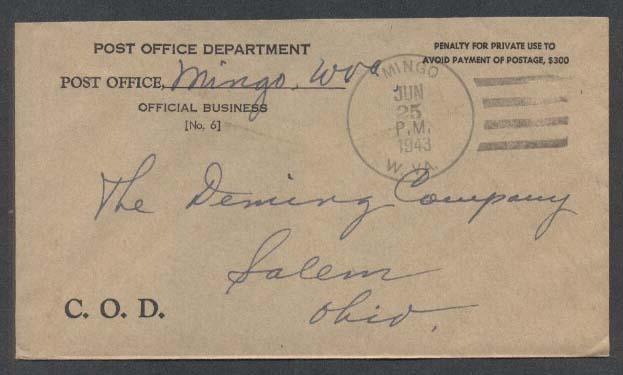 POST OFFICE DEPARTMENT
POST OFFICE, Mingo, W Va
OFFICIAL BUSINESS
[No. 6]
PENALTY FOR PRIVATE USE TO
AVOID PAYMENT OF POSTAGE, $300
MINGO
JUN
25
P.M.
1943
W. VA.
The Deming Company
Salem
Ohio.
C. O. D.